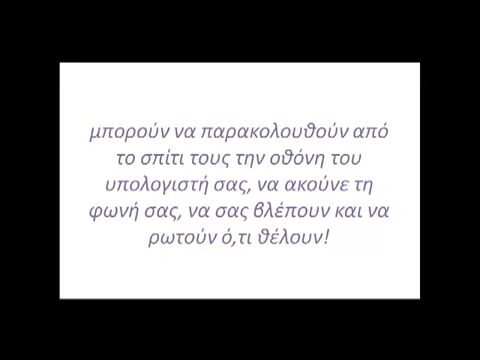 μπορούν να παρακολουθούν από
το σπίτι τους την οθόνη του
υπολογιστή σας, να ακούνε τη
φωνή σας, να σας βλέπουν και να
ρωτούν ό,τι θέλουν!